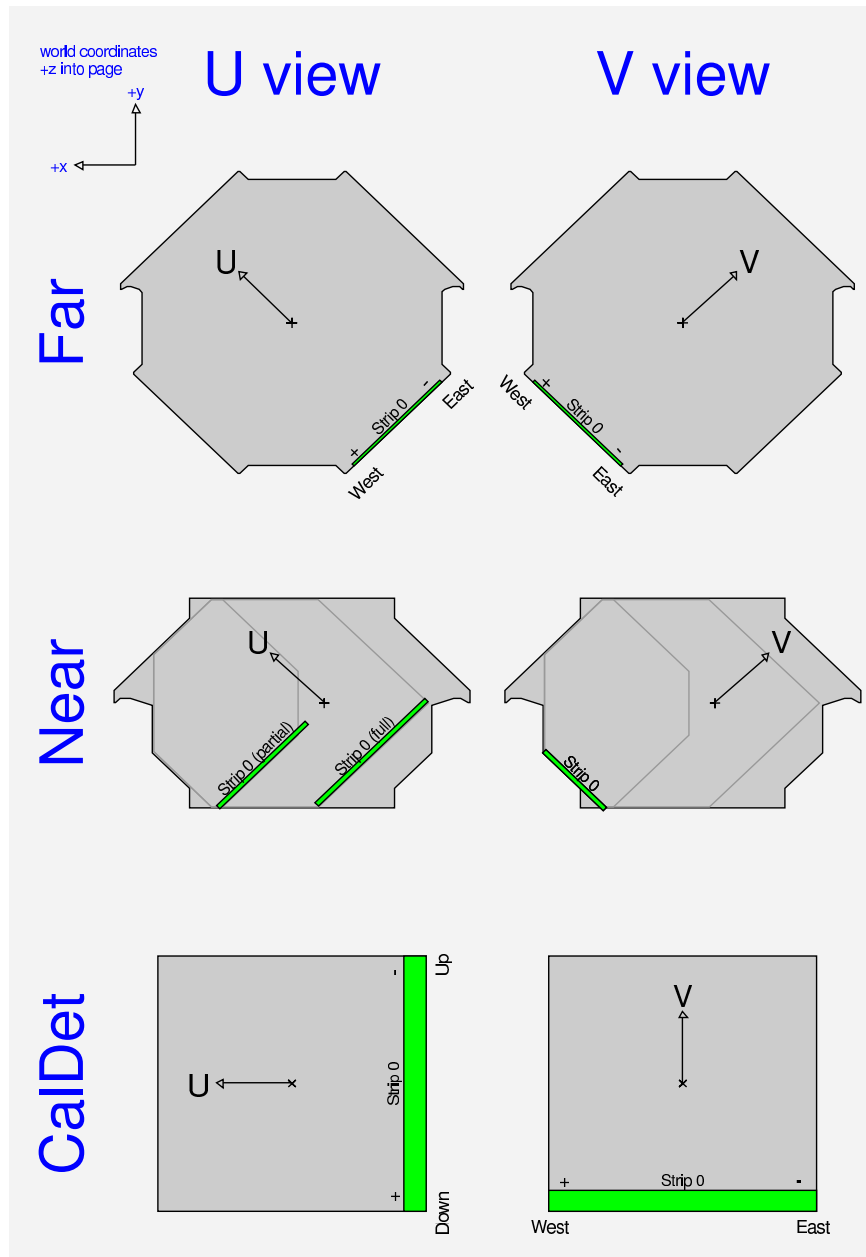 world coordinates
+z into page
+y
+x
U view
V view
Far
U
-
Strip 0
+
East
West
V
West
+
Strip 0
-
East
Near
U
Strip 0 (partial)
Strip 0 (full)
V
Strip 0
CalDet
U
-
Up
Strip 0
+
Down
V
+
Strip 0
-
West
East